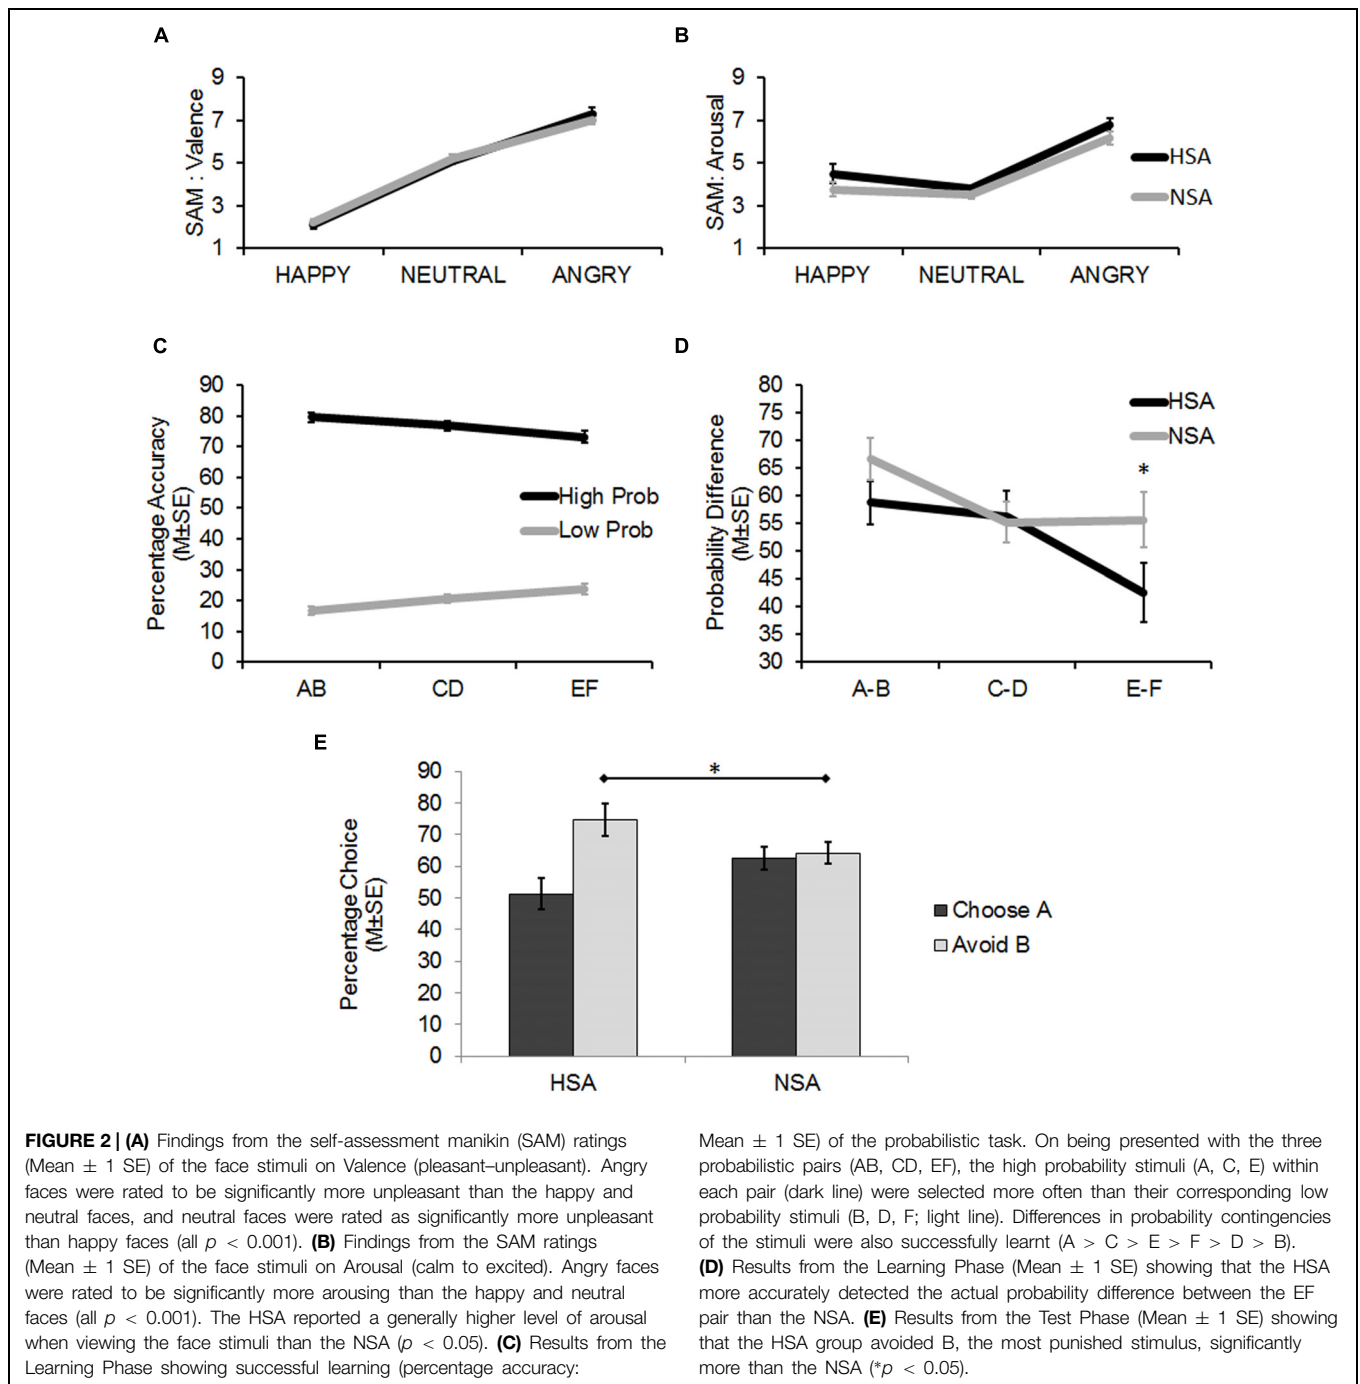 A
9
7
5
3
1
SAM : Valence
HAPPY NEUTRAL ANGRY
B
9
7
5
3
1
SAM: Arousal
HAPPY NEUTRAL ANGRY
HSA
NSA
C
90
80
70
60
50
40
30
20
10
0
Percentage Accuracy
(M±SE)
High Prob
Low Prob
AB CD EF
D
80
75
70
65
60
55
50
45
40
35
30
Probability Difference
(M±SE)
HSA
NSA
*
A-B C-D E-F
E
90
80
70
60
50
40
30
20
10
0
Percentage Choice
(M±SE)
*
Choose A
Avoid B
HSA NSA
FIGURE 2 | (A) Findings from the self-assessment manikin (SAM) ratings
(Mean ± 1 SE) of the face stimuli on Valence (pleasant–unpleasant). Angry
faces were rated to be significantly more unpleasant than the happy and
neutral faces, and neutral faces were rated as significantly more unpleasant
than happy faces (all p < 0.001). (B) Findings from the SAM ratings
(Mean ± 1 SE) of the face stimuli on Arousal (calm to excited). Angry faces
were rated to be significantly more arousing than the happy and neutral
faces (all p < 0.001). The HSA reported a generally higher level of arousal
when viewing the face stimuli than the NSA (p < 0.05). (C) Results from the
Learning Phase showing successful learning (percentage accuracy:
Mean ± 1 SE) of the probabilistic task. On being presented with the three
probabilistic pairs (AB, CD, EF), the high probability stimuli (A, C, E) within
each pair (dark line) were selected more often than their corresponding low
probability stimuli (B, D, F; light line). Differences in probability contingencies
of the stimuli were also successfully learnt (A > C > E > F > D > B).
(D) Results from the Learning Phase (Mean ± 1 SE) showing that the HSA
more accurately detected the actual probability difference between the EF
pair than the NSA. (E) Results from the Test Phase (Mean ± 1 SE) showing
that the HSA group avoided B, the most punished stimulus, significantly
more than the NSA (*p < 0.05).